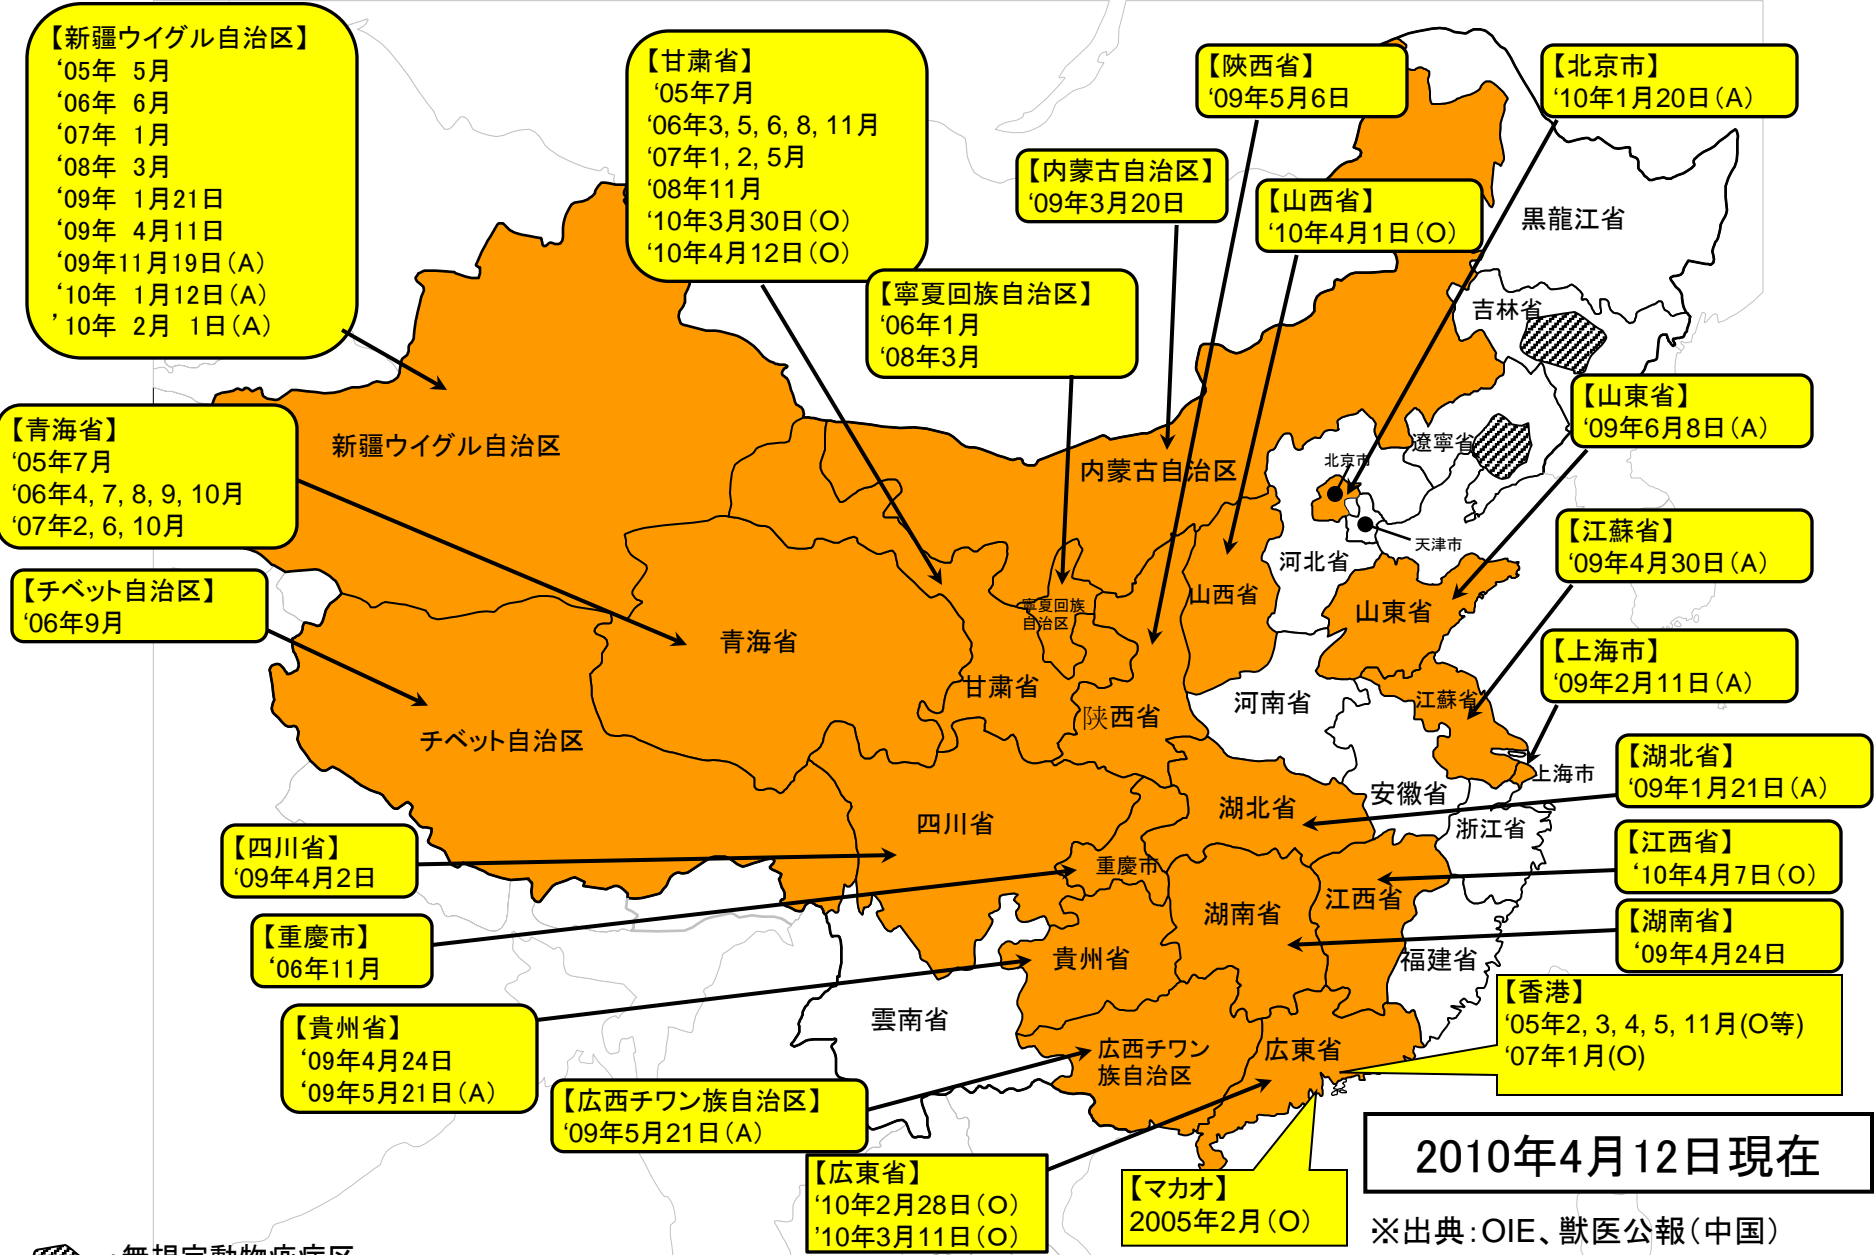 【新疆ウイグル自治区】
‘05年 5月
‘06年 6月
‘07年 1月
‘08年 3月
‘09年 1月21日
‘09年 4月11日
‘09年11月19日（A）
‘10年 1月12日（A）
’10年 2月 1日（A）
【甘粛省】
‘05年7月
‘06年3, 5, 6, 8, 11月
‘07年1, 2, 5月
‘08年11月
‘10年3月30日（O）
‘10年4月12日（O）
【陝西省】
‘09年5月6日
【北京市】
‘10年1月20日（A）
【内蒙古自治区】
‘09年3月20日
【山西省】
‘10年4月1日（O）
【寧夏回族自治区】
‘06年1月
‘08年3月
【山東省】
‘09年6月8日（A）
【青海省】
‘05年7月
‘06年4, 7, 8, 9, 10月
‘07年2, 6, 10月
【江蘇省】
‘09年4月30日（A）
【チベット自治区】
‘06年9月
【上海市】
‘09年2月11日（A）
【湖北省】
‘09年1月21日（A）
【四川省】
‘09年4月2日
【江西省】
‘10年4月7日（O）
【重慶市】
‘06年11月
【湖南省】
‘09年4月24日
【貴州省】
‘09年4月24日
‘09年5月21日（A）
【香港】
‘05年2, 3, 4, 5, 11月(O等)
‘07年1月(O)
【広西チワン族自治区】
‘09年5月21日（A）
【広東省】
‘10年2月28日（O）
‘10年3月11日（O）
【マカオ】
2005年2月（O）
黒龍江省
吉林省
遼寧省
新疆ウイグル自治区
内蒙古自治区
北京市
天津市
河北省
山西省
山東省
寧夏回族
自治区
青海省
甘粛省
陝西省
河南省
江蘇省
チベット自治区
上海市
安徽省
浙江省
湖北省
四川省
重慶市
江西省
湖南省
貴州省
福建省
雲南省
広西チワン
族自治区
広東省
2010年4月12日現在
※出典：OIE、獣医公報（中国）